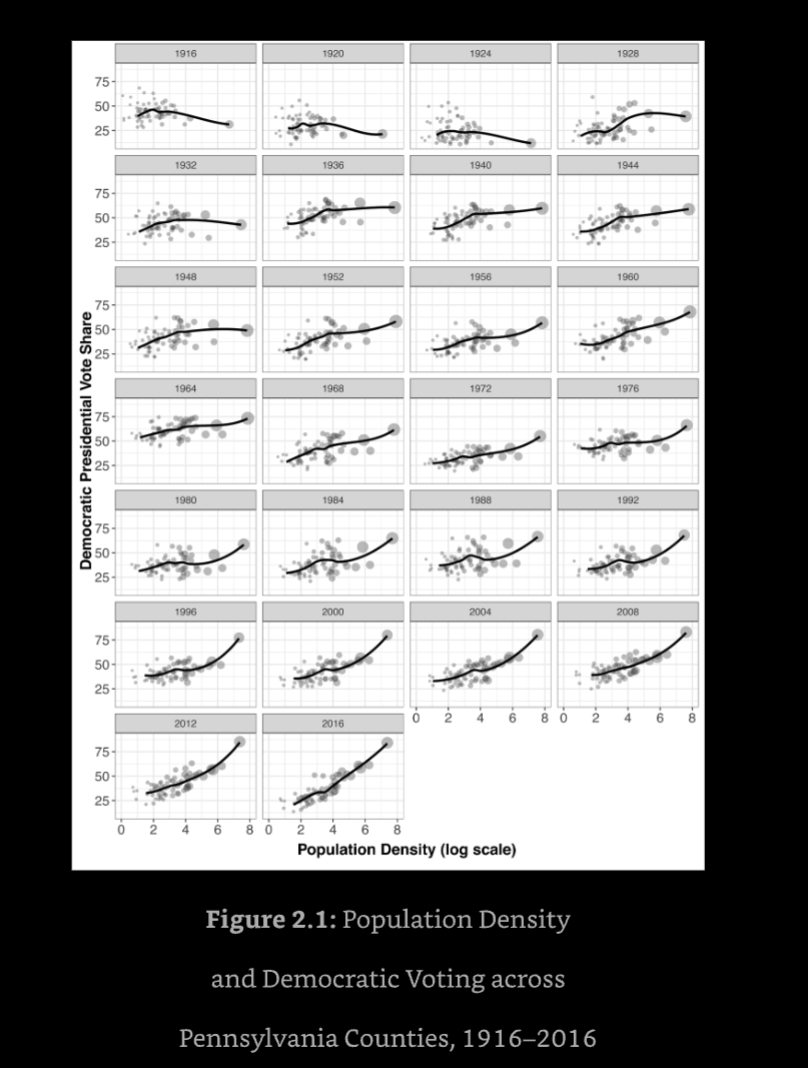 1916 1920 1924 1928
75
50
25
1932 1936 1940 1944
75
50
25
1948 1952 1956 1960
75
50
25
1964 1968 1972 1976
75
50
25
1980 1984 1988 1992
75
50
25
1996 2000 2004 2008
75
50
25
0 2 4 6 8 0 2 4 6 8
2012 2016
75
50
25
0 2 4 6 8 0 2 4 6 8
Democratic Presidential Vote Share
Population Density (log scale)
Figure 2.1: Population Density
and Democratic Voting across
Pennsylvania Counties, 1916–2016